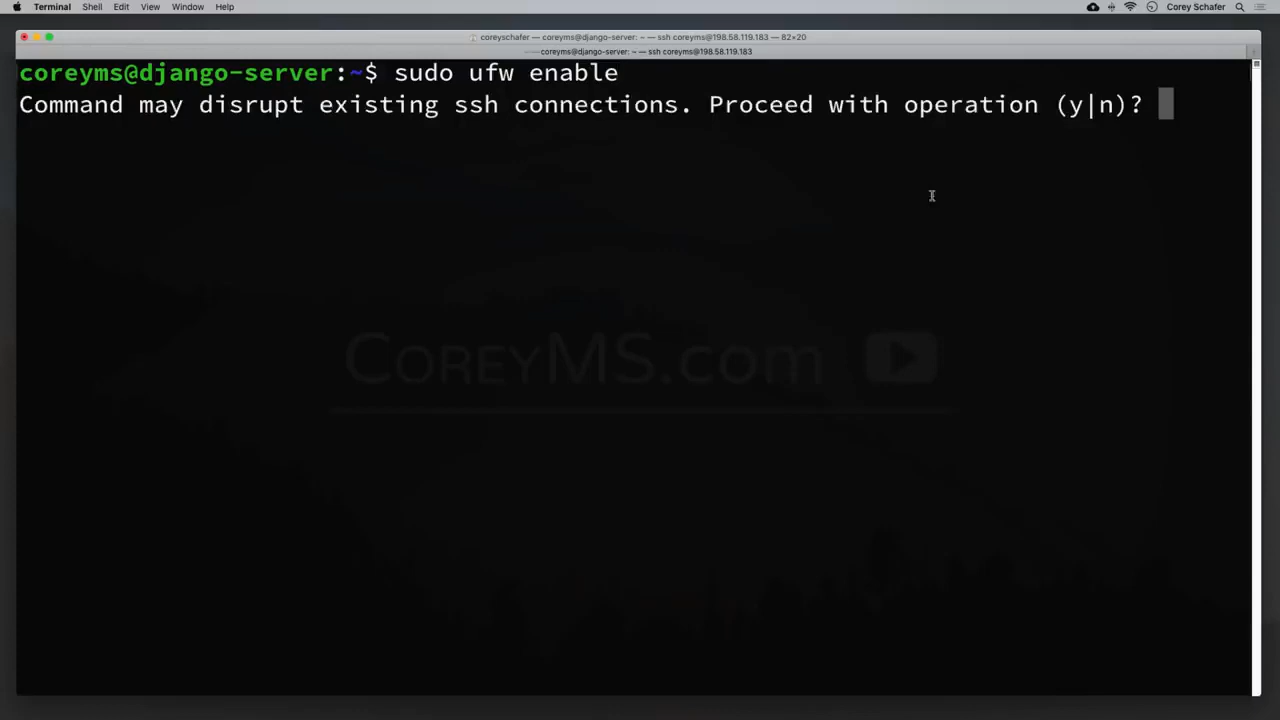 Terminal Shell Edit View Window Help Corey Schafer
coreyschafer — coreyms@django-server: ~ — ssh coreyms@198.58.119.183 — 82×20
coreyms@django-server: ~ — ssh coreyms@198.58.119.183
coreyms@django-server:~$ sudo ufw enable
Command may disrupt existing ssh connections. Proceed with operation (y|n)?
CoreyMS.com